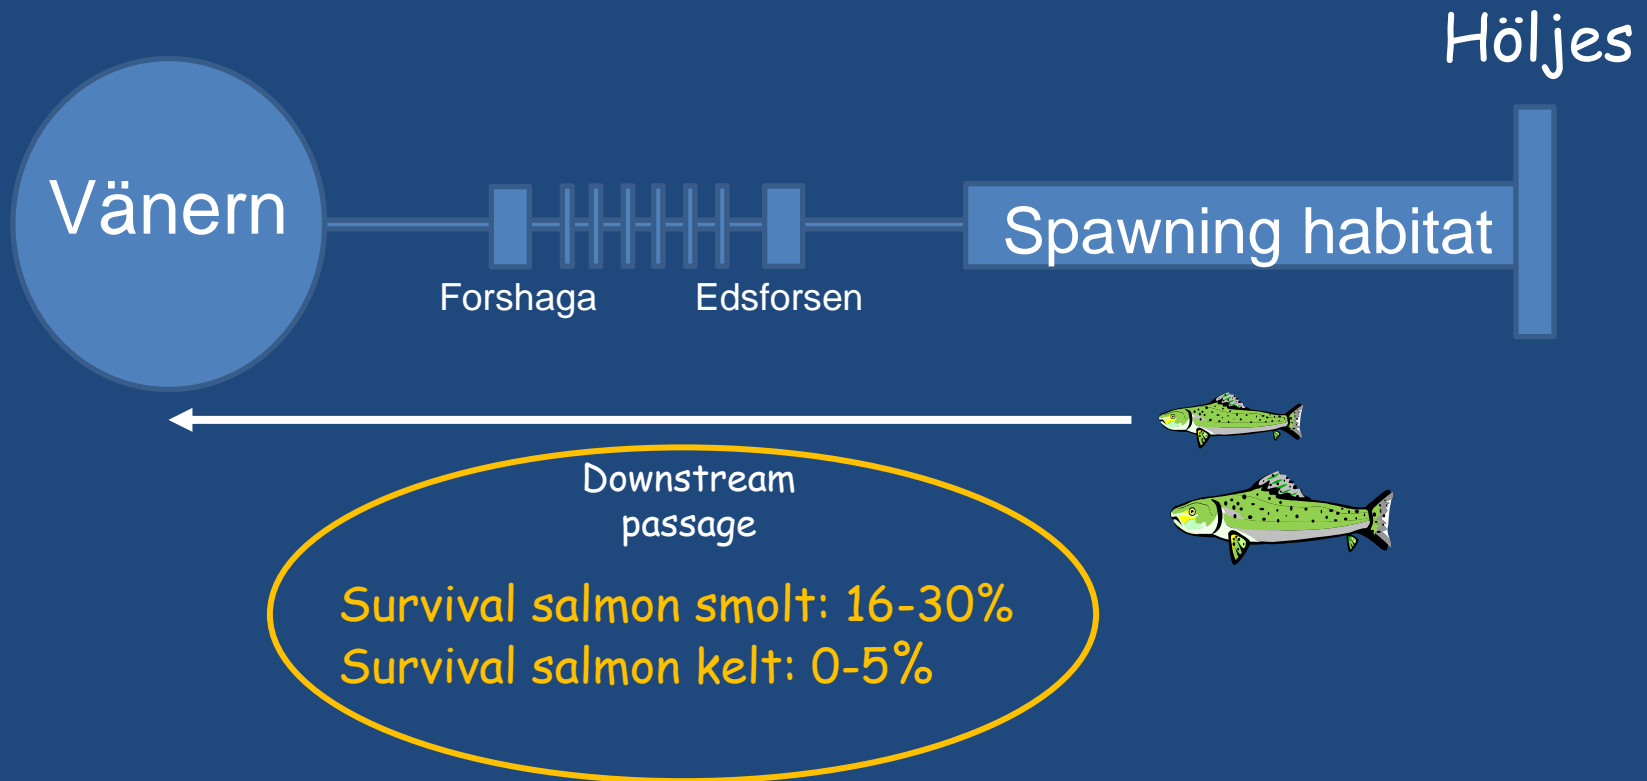 Höljes
Vänern
Spawning habitat
Forshaga
Edsforsen
Downstream
passage
Survival salmon smolt: 16-30%
Survival salmon kelt: 0-5%